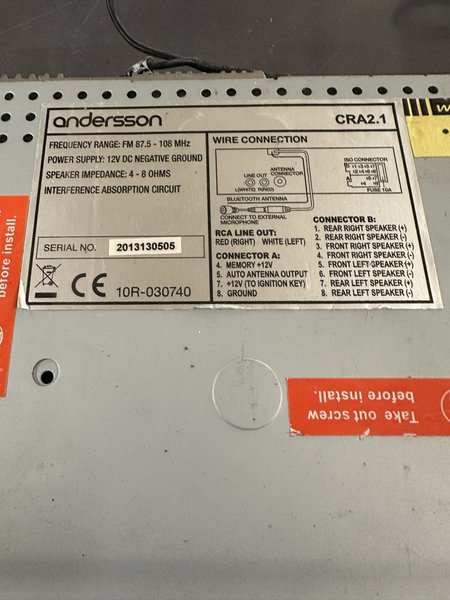 andersson
CRA2.1
FREQUENCY RANGE: FM 87.5 - 108 MHz
POWER SUPPLY: 12V DC NEGATIVE GROUND
SPEAKER IMPEDANCE: 4 - 8 OHMS
INTERFERENCE ABSORPTION CIRCUIT
SERIAL NO. 2013130505
CE 10R-030740
WIRE CONNECTION
LINE OUT
L(WHITE) R(RED)
ANTENNA
CONNECTOR
BLUETOOTH ANTENNA
CONNECT TO EXTERNAL
MICROPHONE
ISO CONNECTOR
FUSE 10A
RCA LINE OUT:
RED (RIGHT) WHITE (LEFT)
CONNECTOR A:
4. MEMORY +12V
5. AUTO ANTENNA OUTPUT
7. +12V (TO IGNITION KEY)
8. GROUND
CONNECTOR B:
1. REAR RIGHT SPEAKER (+)
2. REAR RIGHT SPEAKER (-)
3. FRONT RIGHT SPEAKER (+)
4. FRONT RIGHT SPEAKER (-)
5. FRONT LEFT SPEAKER (+)
6. FRONT LEFT SPEAKER (-)
7. REAR LEFT SPEAKER (+)
8. REAR LEFT SPEAKER (-)
before install.
Take out screw
before install.